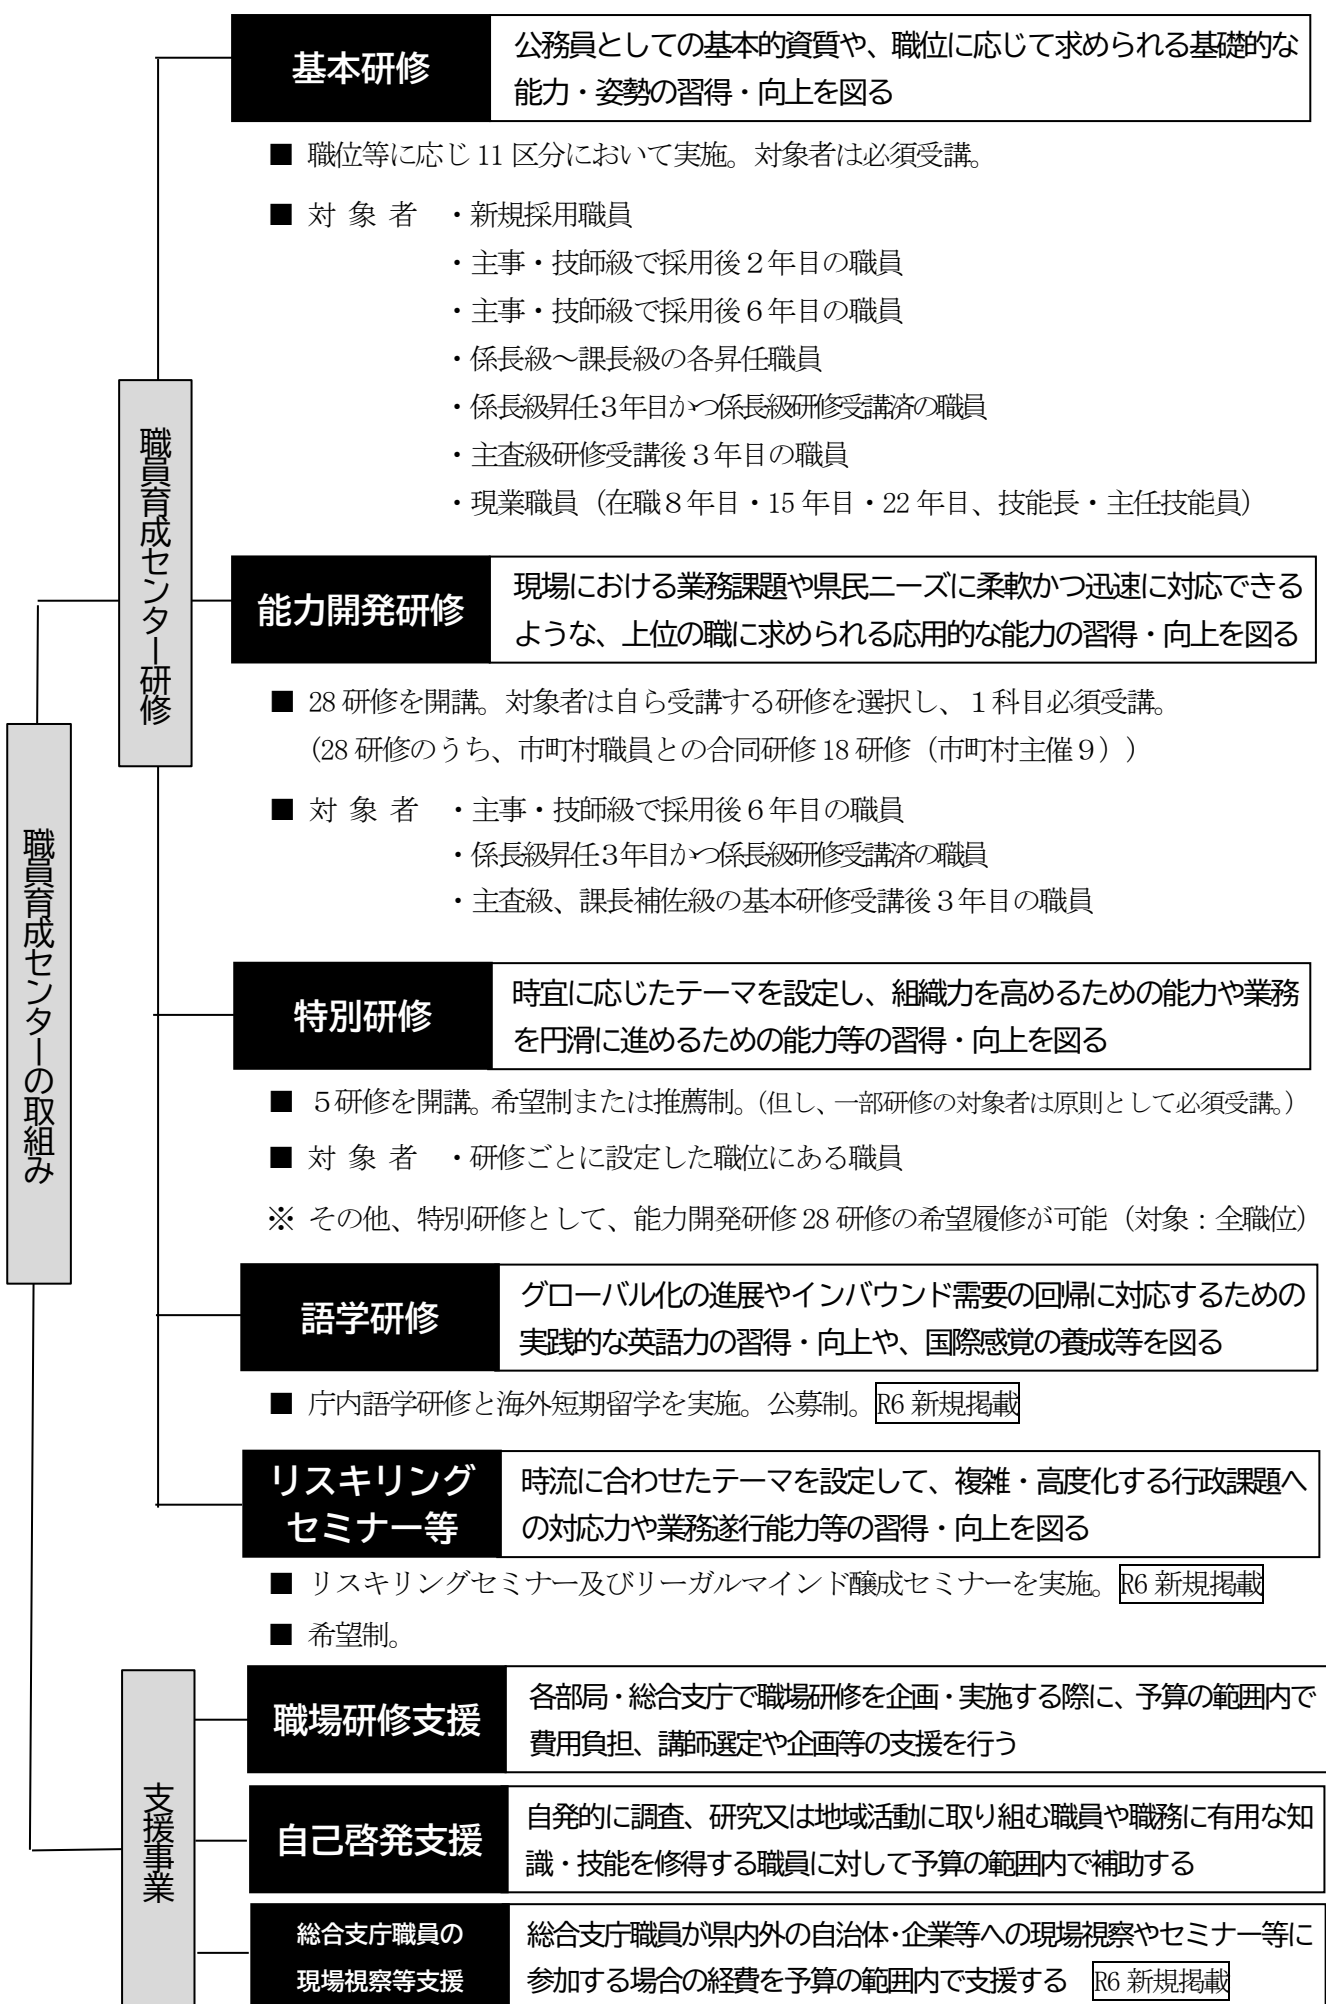 職員育成センターの取組み
職員育成センター研修
基本研修
公務員としての基本的資質や、職位に応じて求められる基礎的な
能力・姿勢の習得・向上を図る
■ 職位等に応じ 11 区分において実施。対象者は必須受講。
■ 対 象 者 ・新規採用職員
・主事・技師級で採用後２年目の職員
・主事・技師級で採用後６年目の職員
・係長級～課長級の各昇任職員
・係長級昇任３年目かつ係長級研修受講済の職員
・主査級研修受講後３年目の職員
・現業職員（在職８年目・15 年目・22 年目、技能長・主任技能員）
能力開発研修
現場における業務課題や県民ニーズに柔軟かつ迅速に対応できる
ような、上位の職に求められる応用的な能力の習得・向上を図る
■ 28 研修を開講。対象者は自ら受講する研修を選択し、１科目必須受講。
（28 研修のうち、市町村職員との合同研修 18 研修（市町村主催９））
■ 対 象 者 ・主事・技師級で採用後６年目の職員
・係長級昇任３年目かつ係長級研修受講済の職員
・主査級、課長補佐級の基本研修受講後３年目の職員
特別研修
時宜に応じたテーマを設定し、組織力を高めるための能力や業務
を円滑に進めるための能力等の習得・向上を図る
■ ５研修を開講。希望制または推薦制。（但し、一部研修の対象者は原則として必須受講。）
■ 対 象 者 ・研修ごとに設定した職位にある職員
※ その他、特別研修として、能力開発研修 28 研修の希望履修が可能（対象：全職位）
語学研修
グローバル化の進展やインバウンド需要の回帰に対応するための
実践的な英語力の習得・向上や、国際感覚の養成等を図る
■ 庁内語学研修と海外短期留学を実施。公募制。 R6 新規掲載
リスキリング
セミナー等
時流に合わせたテーマを設定して、複雑・高度化する行政課題へ
の対応力や業務遂行能力等の習得・向上を図る
■ リスキリングセミナー及びリーガルマインド醸成セミナーを実施。 R6 新規掲載
■ 希望制。
支援事業
職場研修支援
各部局・総合支庁で職場研修を企画・実施する際に、予算の範囲内で
費用負担、講師選定や企画等の支援を行う
自己啓発支援
自発的に調査、研究又は地域活動に取り組む職員や職務に有用な知
識・技能を修得する職員に対して予算の範囲内で補助する
総合支庁職員の
現場視察等支援
総合支庁職員が県内外の自治体・企業等への現場視察やセミナー等に
参加する場合の経費を予算の範囲内で支援する R6 新規掲載